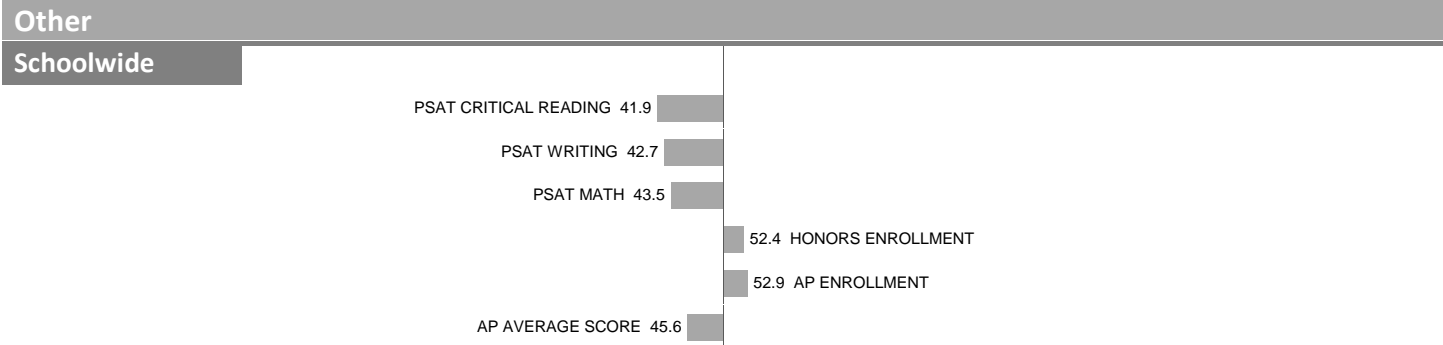 Other
Schoolwide
PSAT CRITICAL READING 41.9
PSAT WRITING 42.7
PSAT MATH 43.5
52.4 HONORS ENROLLMENT
52.9 AP ENROLLMENT
AP AVERAGE SCORE 45.6